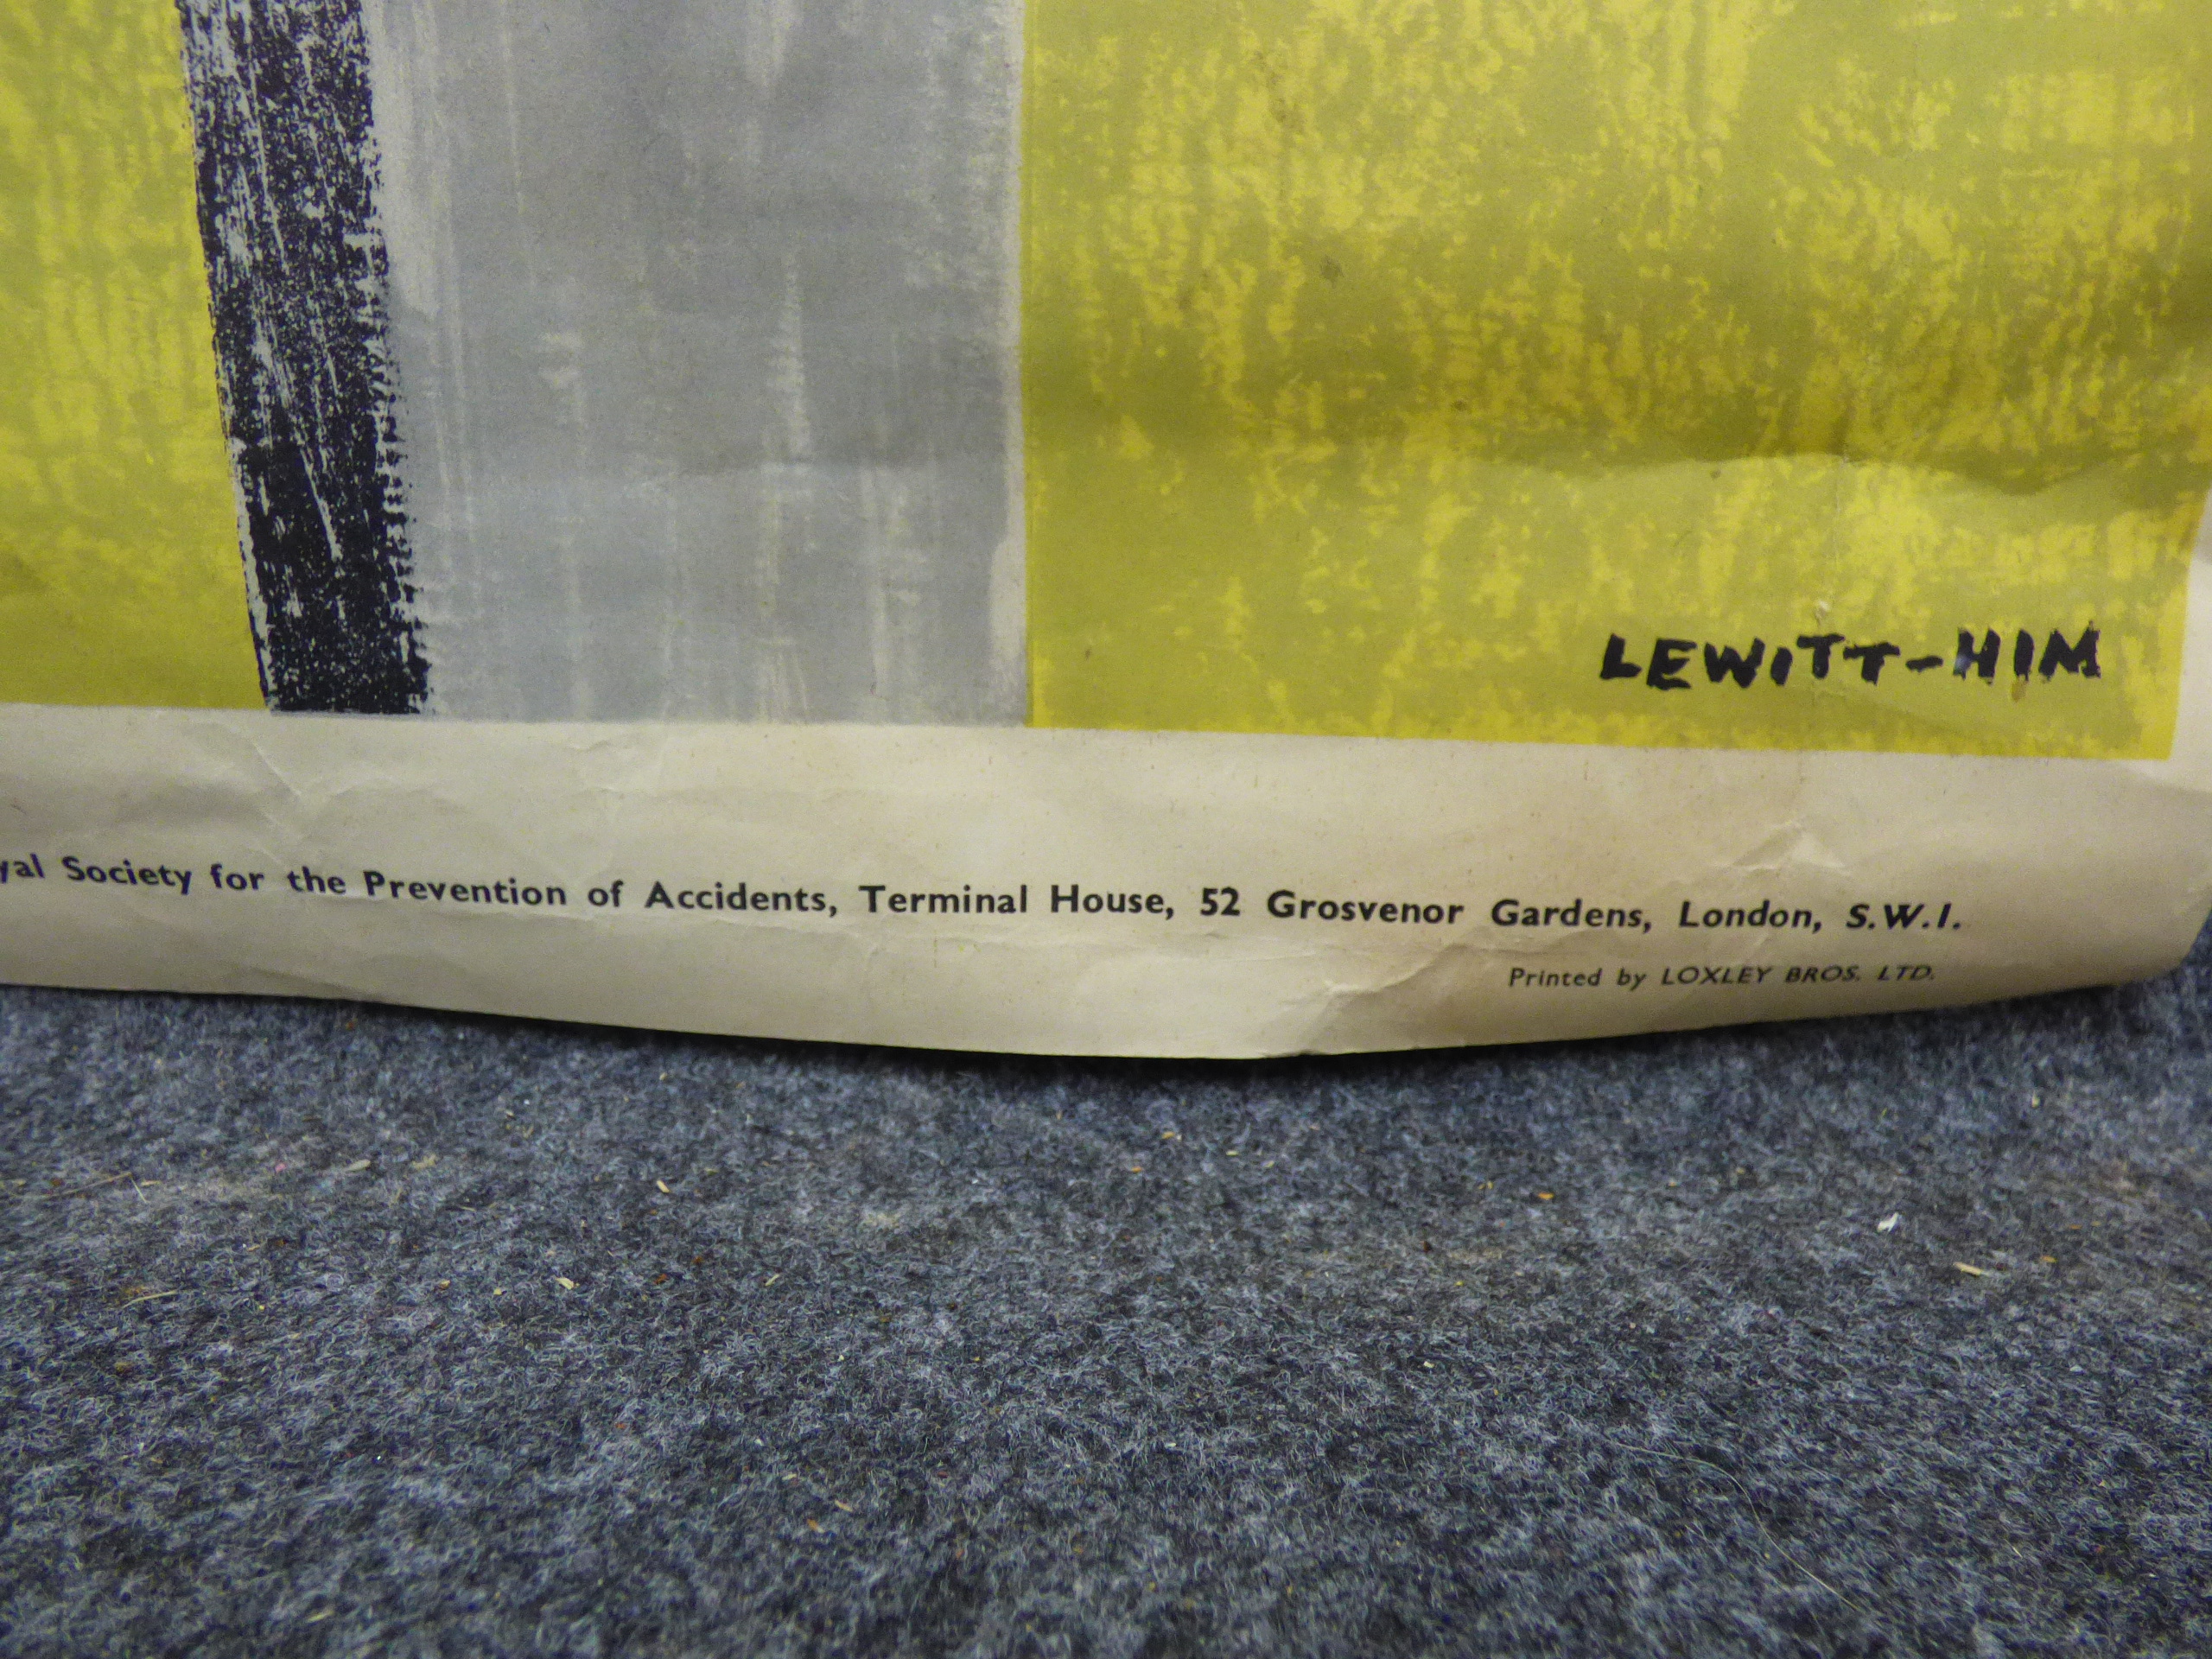 LEWITT-HIM
yal Society for the Prevention of Accidents, Terminal House, 52 Grosvenor Gardens, London, S.W.1.
Printed by LOXLEY BROS. LTD.